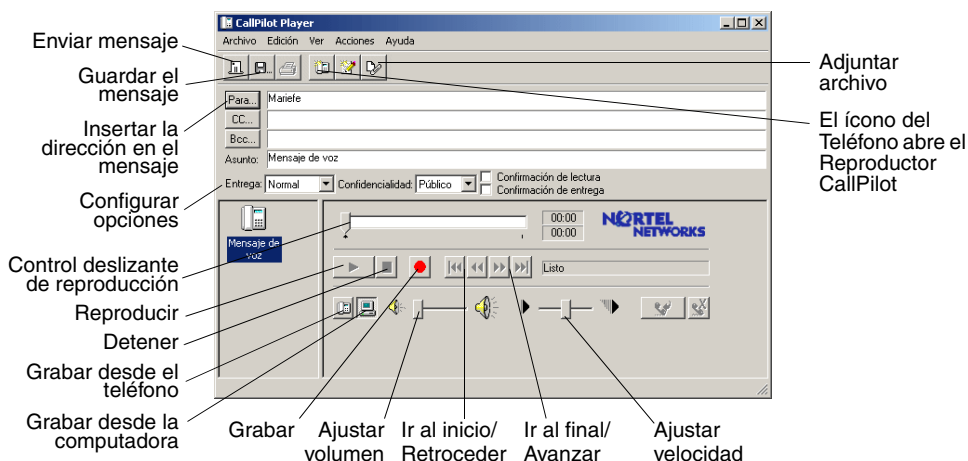 CallPilot Player
Archivo Edición Ver Acciones Ayuda
Enviar mensaje
Guardar el
mensaje
Insertar la
dirección en el
mensaje
Configurar
opciones
Control deslizante
de reproducción
Reproducir
Detener
Grabar desde el
teléfono
Grabar desde la
computadora
Para... Mariefe
CC...
Bcc...
Asunto: Mensaje de voz
Entrega: Normal Confidencialidad: Público
Confirmación de lectura
Confirmación de entrega
Mensaje de
voz
00:00
00:00
NORTEL
NETWORKS
Listo
Adjuntar
archivo
El ícono del
Teléfono abre el
Reproductor
CallPilot
Grabar
Ajustar
volumen
Ir al inicio/
Retroceder
Ir al final/
Avanzar
Ajustar
velocidad